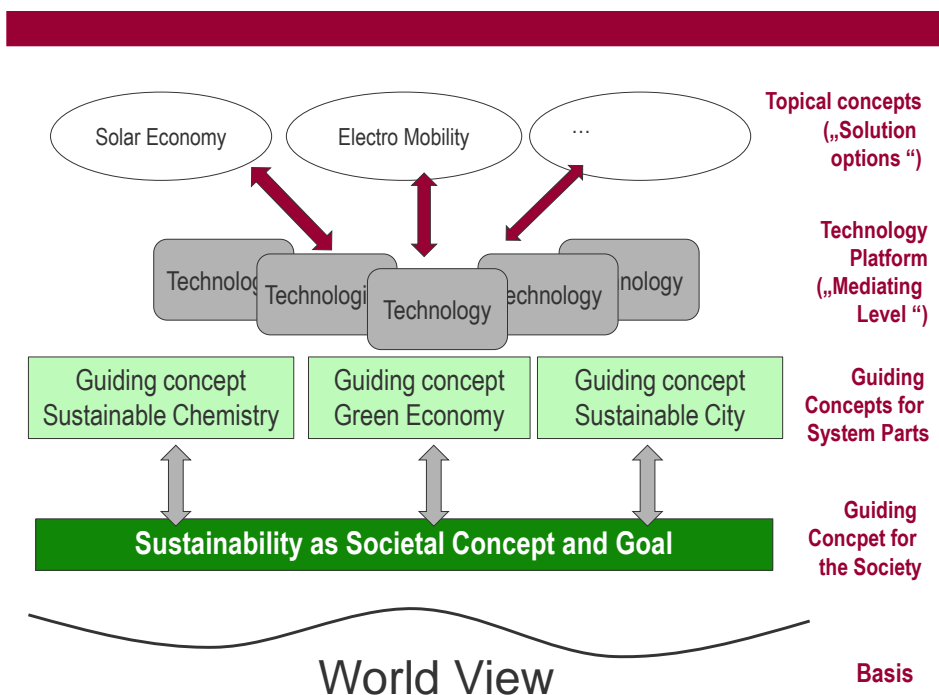 Solar Economy
Electro Mobility
…
Topical concepts
(„Solution
options “)
Technolog
Technologi
Technology
echnology
nology
Technology
Platform
(„Mediating
Level “)
Guiding concept
Sustainable Chemistry
Guiding concept
Green Economy
Guiding concept
Sustainable City
Guiding
Concepts for
System Parts
Sustainability as Societal Concept and Goal
Guiding
Concpet for
the Society
World View
Basis